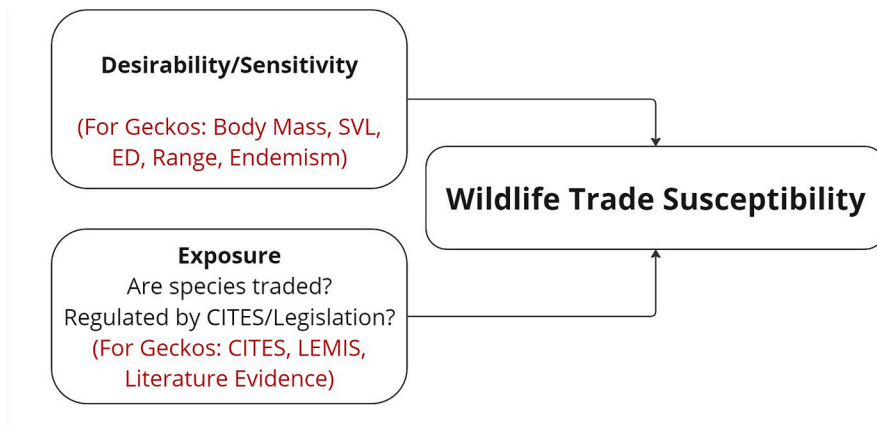 Desirability/Sensitivity
(For Geckos: Body Mass, SVL,
ED, Range, Endemism)
Wildlife Trade Susceptibility
Exposure
Are species traded?
Regulated by CITES/Legislation?
(For Geckos: CITES, LEMIS,
Literature Evidence)